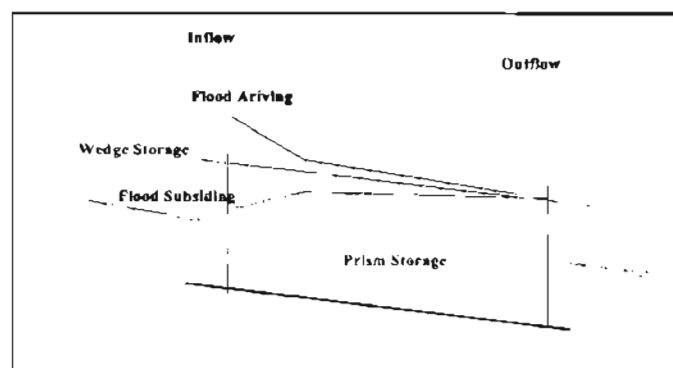 Inflow
Outflow
Flood Ariving
Wedge Storage
Flood Subsiding
Prism Storage